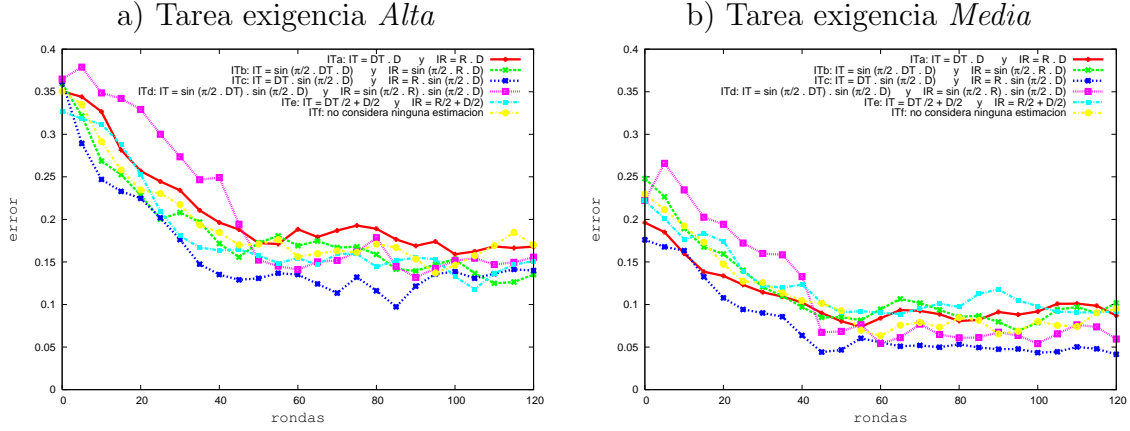 a) Tarea exigencia Alta
0.4
0.35
0.3
0.25
0.2
0.15
0.1
0.05
0
error
ITa: IT = DT . D y IR = R . D
ITb: IT = sin (π/2 . DT . D) y IR = sin (π/2 . R . D)
ITc: IT = DT . sin (π/2 . D) y IR = R . sin (π/2 . D)
ITd: IT = sin (π/2 . DT) . sin (π/2 . D) y IR = sin (π/2 . R) . sin (π/2 . D)
ITe: IT = DT /2 + D/2 y IR = R/2 + D/2)
ITf: no considera ninguna estimacion
0 20 40 60 80 100 120
rondas
b) Tarea exigencia Media
0.4
0.35
0.3
0.25
0.2
0.15
0.1
0.05
0
error
ITa: IT = DT . D y IR = R . D
ITb: IT = sin (π/2 . DT . D) y IR = sin (π/2 . R . D)
ITc: IT = DT . sin (π/2 . D) y IR = R . sin (π/2 . D)
ITd: IT = sin (π/2 . DT) . sin (π/2 . D) y IR = sin (π/2 . R) . sin (π/2 . D)
ITe: IT = DT /2 + D/2 y IR = R/2 + D/2)
ITf: no considera ninguna estimacion
0 20 40 60 80 100 120
rondas